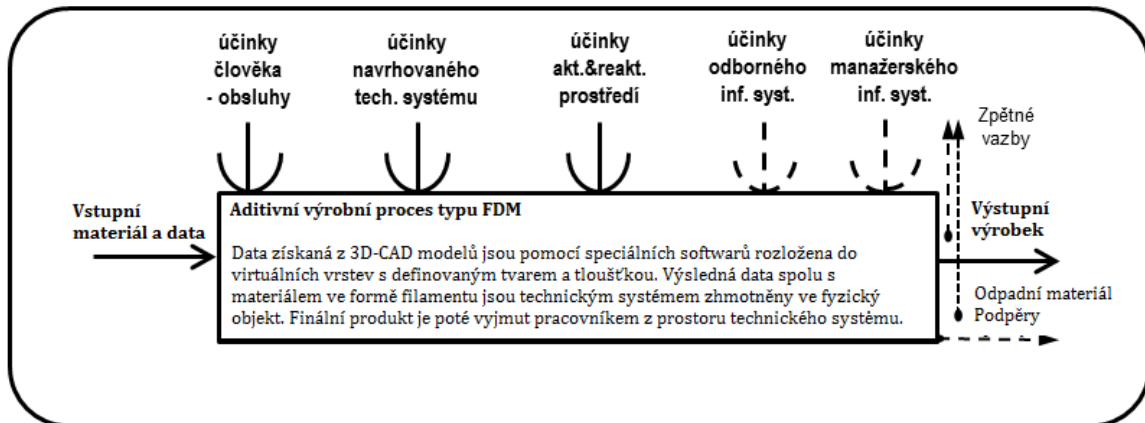 účinky
člověka
- obsluhy
účinky
navrhovaného
tech. systému
účinky
akt.&reakt.
prostředí
účinky
odborného
inf. syst.
účinky
manažerského
inf. syst.
Zpětné
vazby
Vstupní
materiál a data
Aditivní výrobní proces typu FDM
Data získaná z 3D-CAD modelů jsou pomocí speciálních softwarů rozložena do
virtuálních vrstev s definovaným tvarem a tloušťkou. Výsledná data spolu s
materiálem ve formě filamentu jsou technickým systémem zhmotněny ve fyzický
objekt. Finální produkt je poté vyjmut pracovníkem z prostoru technického systému.
Výstupní
výrobek
Odpadní materiál
Podpěry